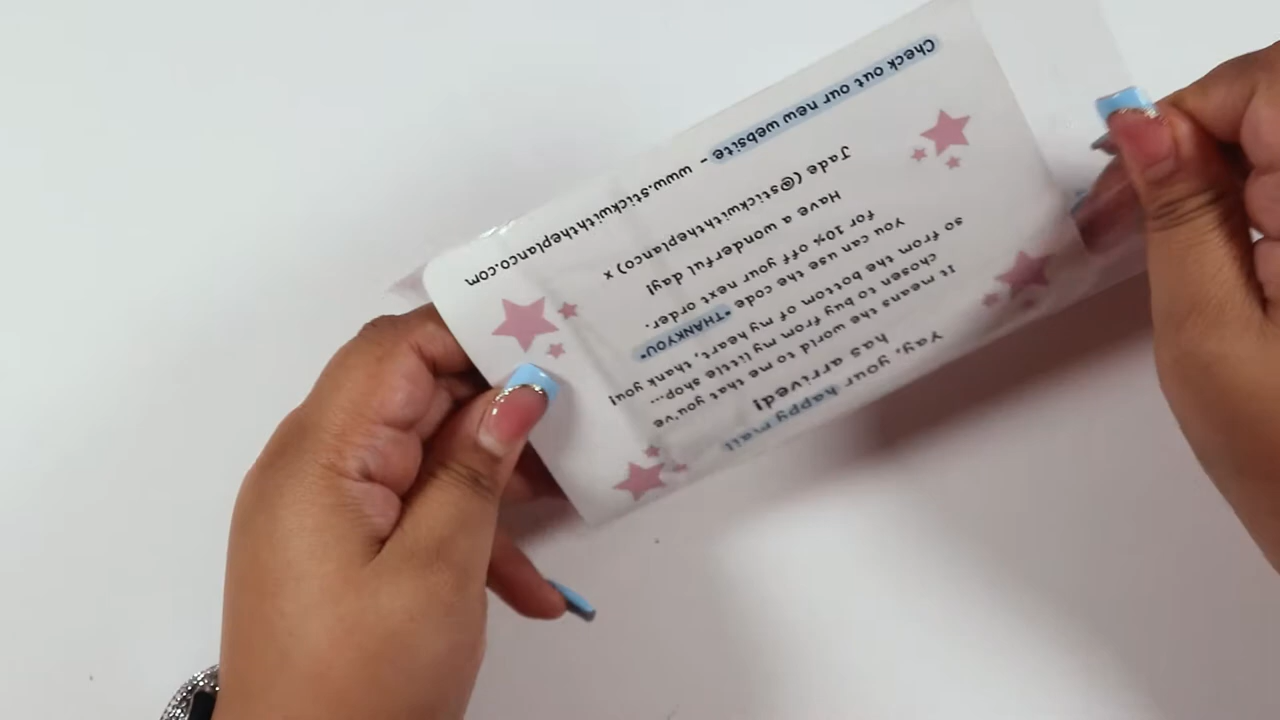 Yay, your happy mail
has arrived!
It means the world to me that you've
chosen to buy from my little shop...
so from the bottom of my heart, thank you!
You can use the code *THANKYOU*
for 10% off your next order.
Have a wonderful day!
Jade (@stickwiththeplanco) x
Check out our new website - www.stickwiththeplanco.com